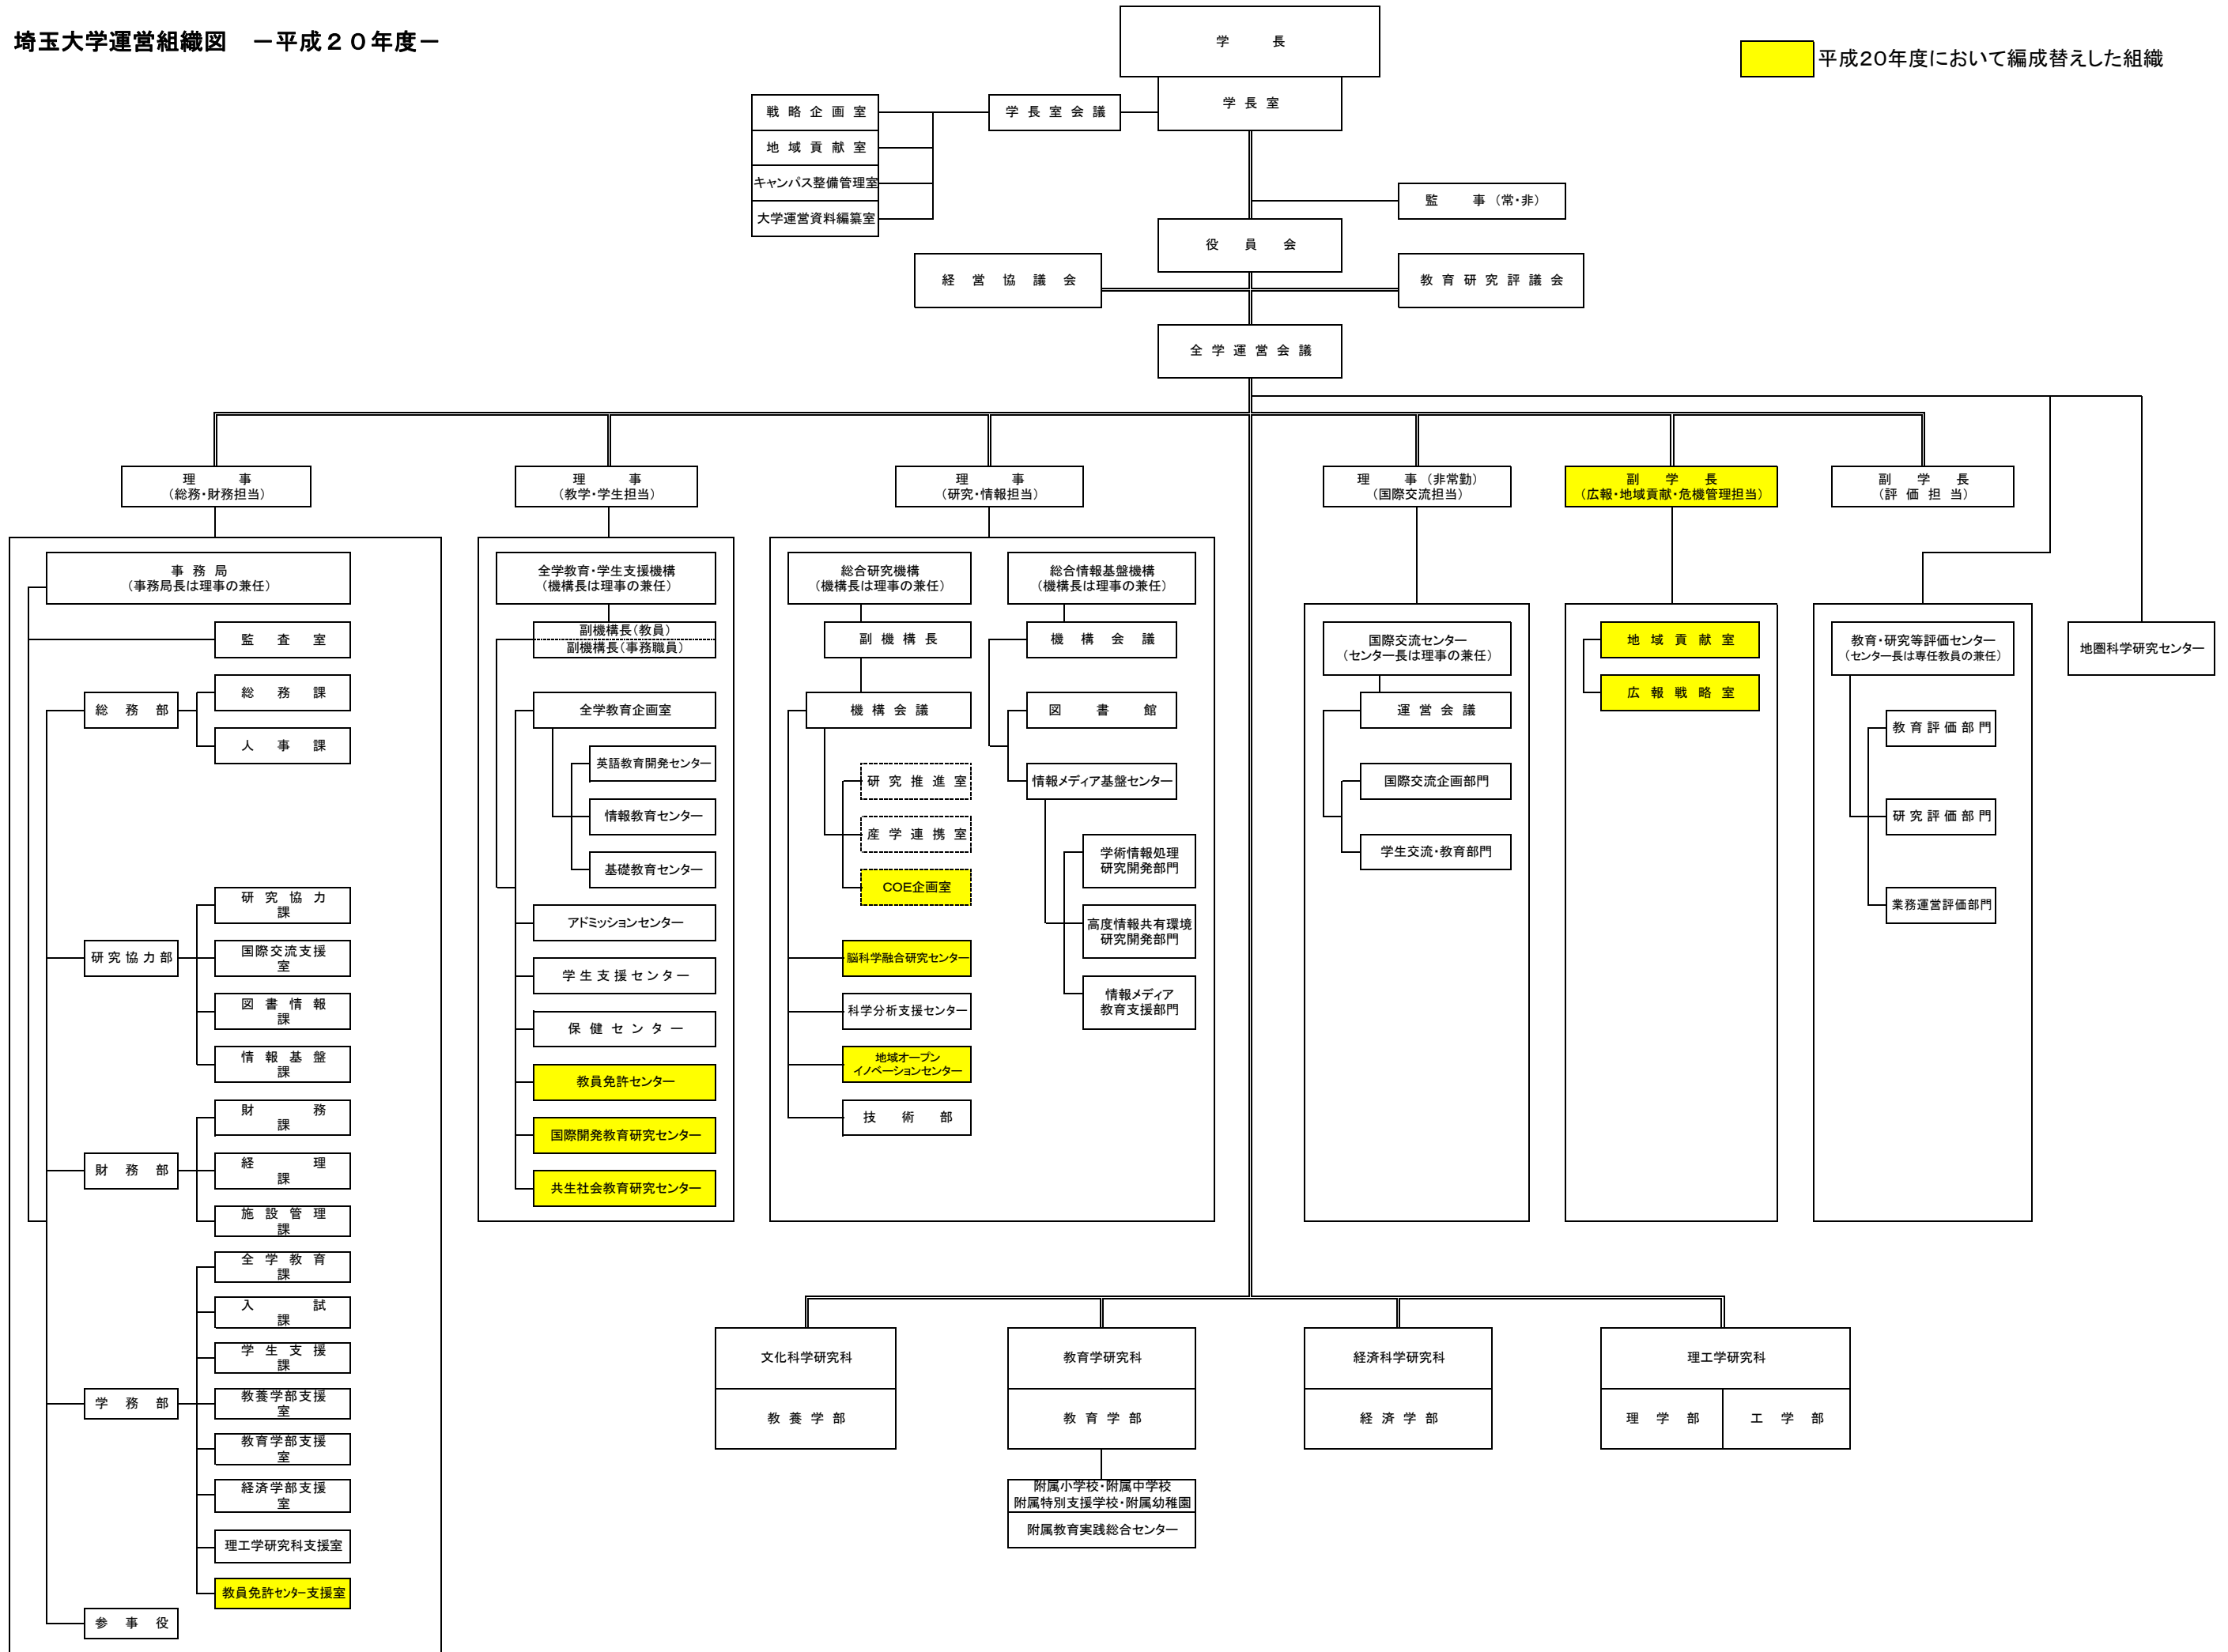 埼玉大学運営組織図　－平成２０年度－
平成20年度において編成替えした組織
学長
学長室
学長室会議
戦略企画室
地域貢献室
キャンパス整備管理室
大学運営資料編纂室
監事（常・非）
役員会
経営協議会
教育研究評議会
全学運営会議
理事
（総務・財務担当）
理事
（教学・学生担当）
理事
（研究・情報担当）
理事（非常勤）
（国際交流担当）
副学長
（広報・地域貢献・危機管理担当）
副学長
（評価担当）
事務局
（事務局長は理事の兼任）
監査室
総務部
総務課
人事課
研究協力部
研究協力
課
国際交流支援
室
図書情報
課
情報基盤
課
財務部
財務
課
経理
課
施設管理
課
学務部
全学教育
課
入試
課
学生支援
課
教養学部支援
室
教育学部支援
室
経済学部支援
室
理工学研究科支援室
教員免許センター支援室
参事役
全学教育・学生支援機構
（機構長は理事の兼任）
副機構長（教員）
副機構長（事務職員）
全学教育企画室
英語教育開発センター
情報教育センター
基礎教育センター
アドミッションセンター
学生支援センター
保健センター
教員免許センター
国際開発教育研究センター
共生社会教育研究センター
総合研究機構
（機構長は理事の兼任）
副機構長
機構会議
研究推進室
産学連携室
COE企画室
脳科学融合研究センター
科学分析支援センター
地域オープン
イノベーションセンター
技術部
総合情報基盤機構
（機構長は理事の兼任）
機構会議
図書館
情報メディア基盤センター
学術情報処理
研究開発部門
高度情報共有環境
研究開発部門
情報メディア
教育支援部門
国際交流センター
（センター長は理事の兼任）
運営会議
国際交流企画部門
学生交流・教育部門
地域貢献室
広報戦略室
教育・研究等評価センター
（センター長は専任教員の兼任）
教育評価部門
研究評価部門
業務運営評価部門
地圏科学研究センター
文化科学研究科
教養学部
教育学研究科
教育学部
附属小学校・附属中学校
附属特別支援学校・附属幼稚園
附属教育実践総合センター
経済科学研究科
経済学部
理工学研究科
理学部
工学部